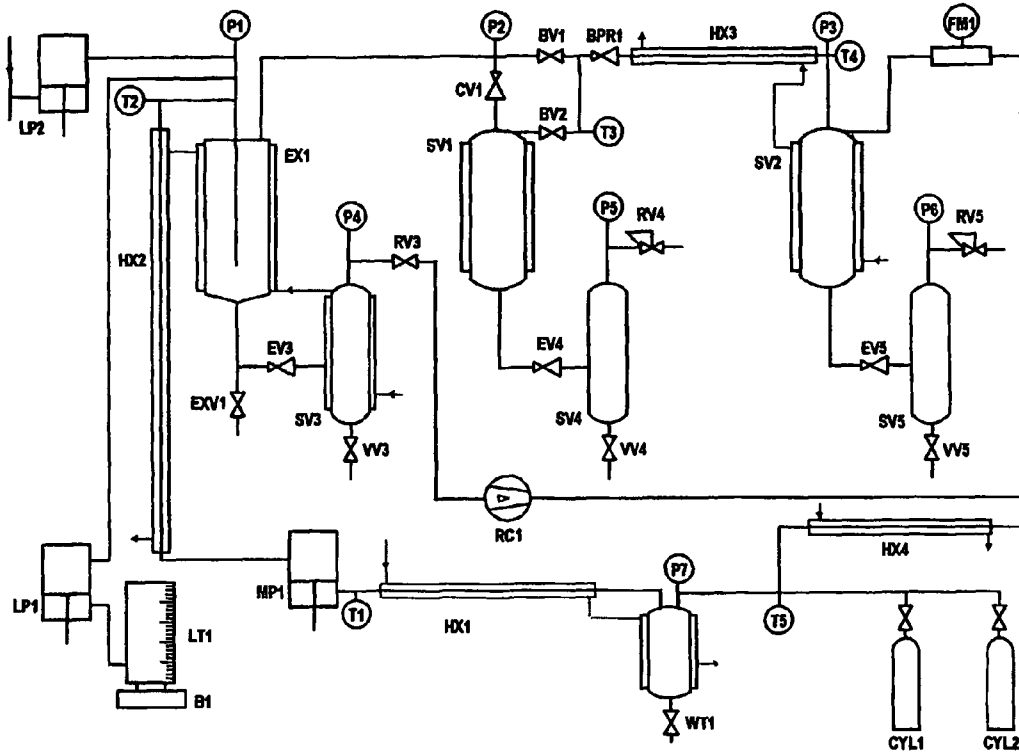 P1
P2
P3
FM1
BV1
BPR1
HX3
T4
LP2
T2
CV1
BV2
T3
EX1
SV1
SV2
P4
P5
RV4
P6
RV5
RV3
HX2
EV3
EV4
EV5
EXV1
SV3
SV4
SV5
VV3
VV4
VV5
RC1
HX4
LP1
LT1
MP1
T1
HX1
P7
T5
B1
WT1
CYL1
CYL2